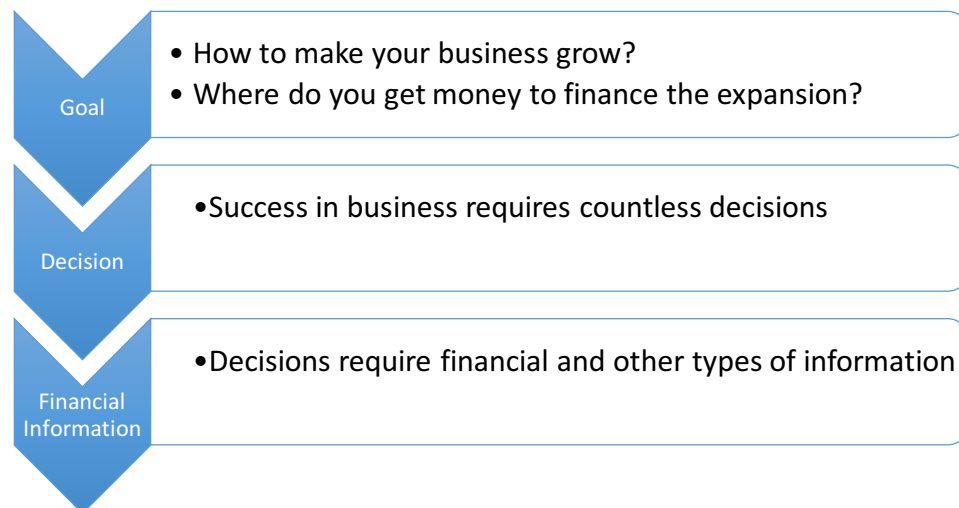 Goal
• How to make your business grow?
• Where do you get money to finance the expansion?
Decision
•Success in business requires countless decisions
Financial
Information
•Decisions require financial and other types of information